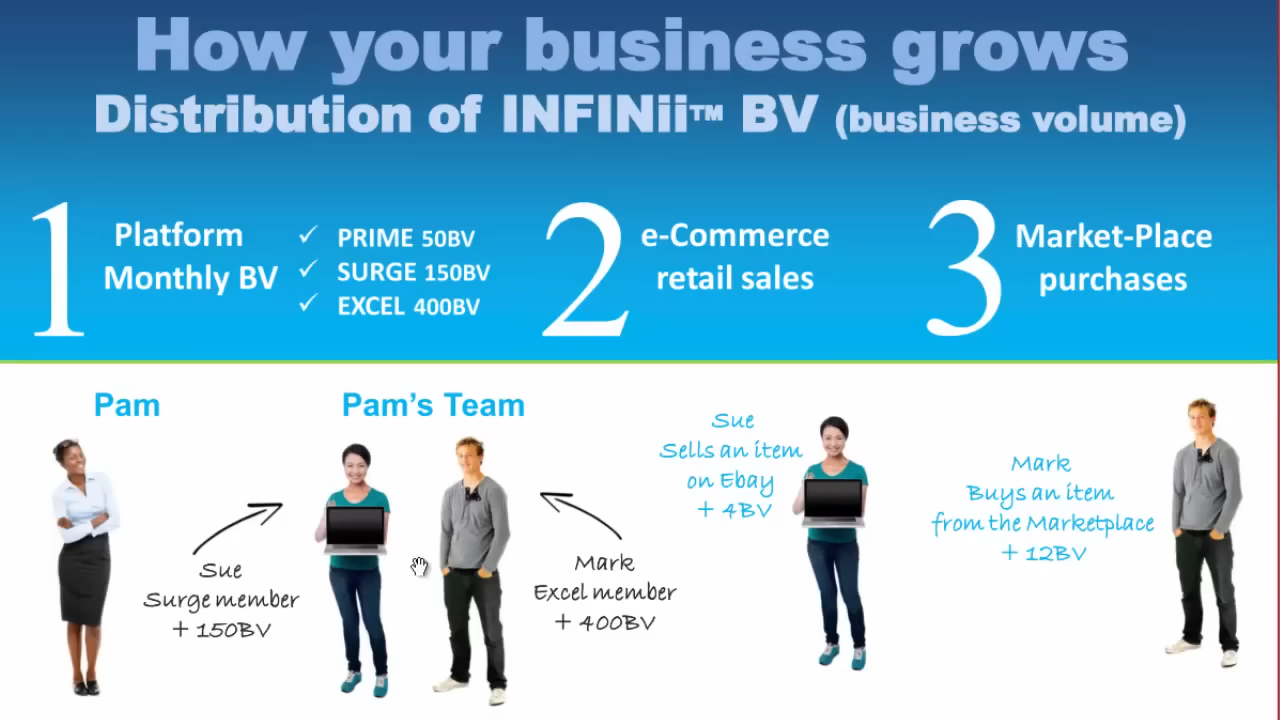 How your business grows
Distribution of INFINii™ BV (business volume)
1
Platform
Monthly BV
✓ PRIME 50BV
✓ SURGE 150BV
✓ EXCEL 400BV
2
e-Commerce
retail sales
3
Market-Place
purchases
Pam
Pam's Team
Sue
Surge member
+ 150BV
Mark
Excel member
+ 400BV
Sue
Sells an item
on Ebay
+ 4BV
Mark
Buys an item
from the Marketplace
+ 12BV